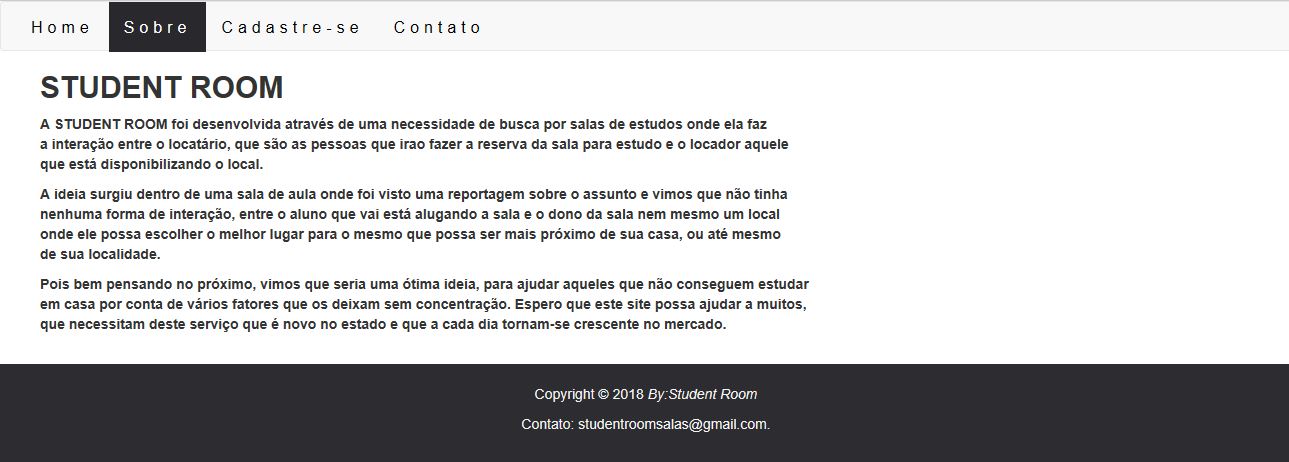 Home Sobre Cadastre-se Contato
STUDENT ROOM
A STUDENT ROOM foi desenvolvida através de uma necessidade de busca por salas de estudos onde ela faz
a interação entre o locatário, que são as pessoas que irao fazer a reserva da sala para estudo e o locador aquele
que está disponibilizando o local.
A ideia surgiu dentro de uma sala de aula onde foi visto uma reportagem sobre o assunto e vimos que não tinha
nenhuma forma de interação, entre o aluno que vai está alugando a sala e o dono da sala nem mesmo um local
onde ele possa escolher o melhor lugar para o mesmo que possa ser mais próximo de sua casa, ou até mesmo
de sua localidade.
Pois bem pensando no próximo, vimos que seria uma ótima ideia, para ajudar aqueles que não conseguem estudar
em casa por conta de vários fatores que os deixam sem concentração. Espero que este site possa ajudar a muitos,
que necessitam deste serviço que é novo no estado e que a cada dia tornam-se crescente no mercado.
Copyright © 2018 By:Student Room
Contato: studentroomsalas@gmail.com.